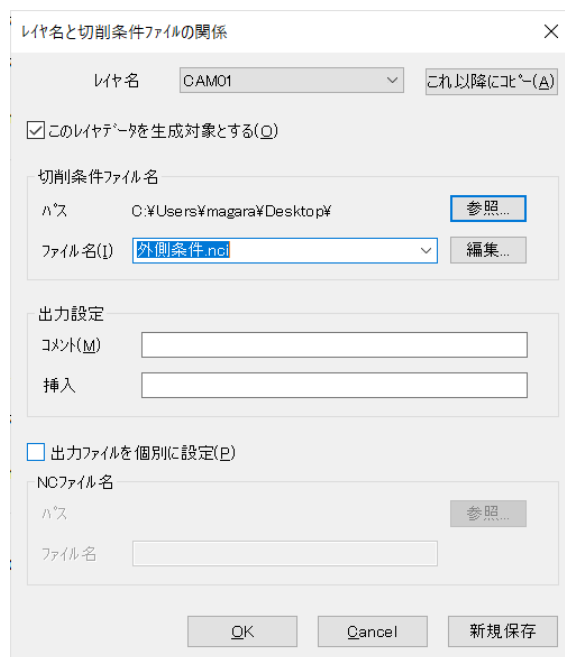 ﾚｲﾔ名と切削条件ﾌｧｲﾙの関係
ﾚｲﾔ名 CAM01 これ以降にｺﾋﾟｰ(A)
このﾚｲﾔﾃﾞｰﾀを生成対象とする(O)
切削条件ﾌｧｲﾙ名
ﾊﾟｽ C:¥Users¥magara¥Desktop¥ 参照...
ﾌｧｲﾙ名(I) 外側条件.nci 編集...
出力設定
ｺﾒﾝﾄ(M)
挿入
出力ﾌｧｲﾙを個別に設定(P)
NCﾌｧｲﾙ名
ﾊﾟｽ 参照...
ﾌｧｲﾙ名
OK Cancel 新規保存